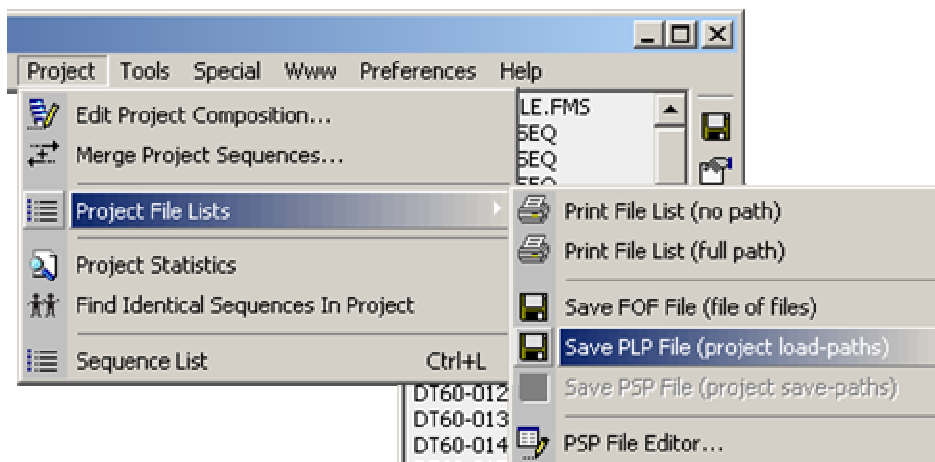 Project Tools Special Www Preferences Help
Edit Project Composition...
Merge Project Sequences...
Project File Lists
Project Statistics
Find Identical Sequences In Project
Sequence List Ctrl+L
LE.FMS
SEQ
SEQ
SEQ
Print File List (no path)
Print File List (full path)
Save FOF File (file of files)
Save PLP File (project load-paths)
Save PSP File (project save-paths)
PSP File Editor...
DT60-012
DT60-013
DT60-014